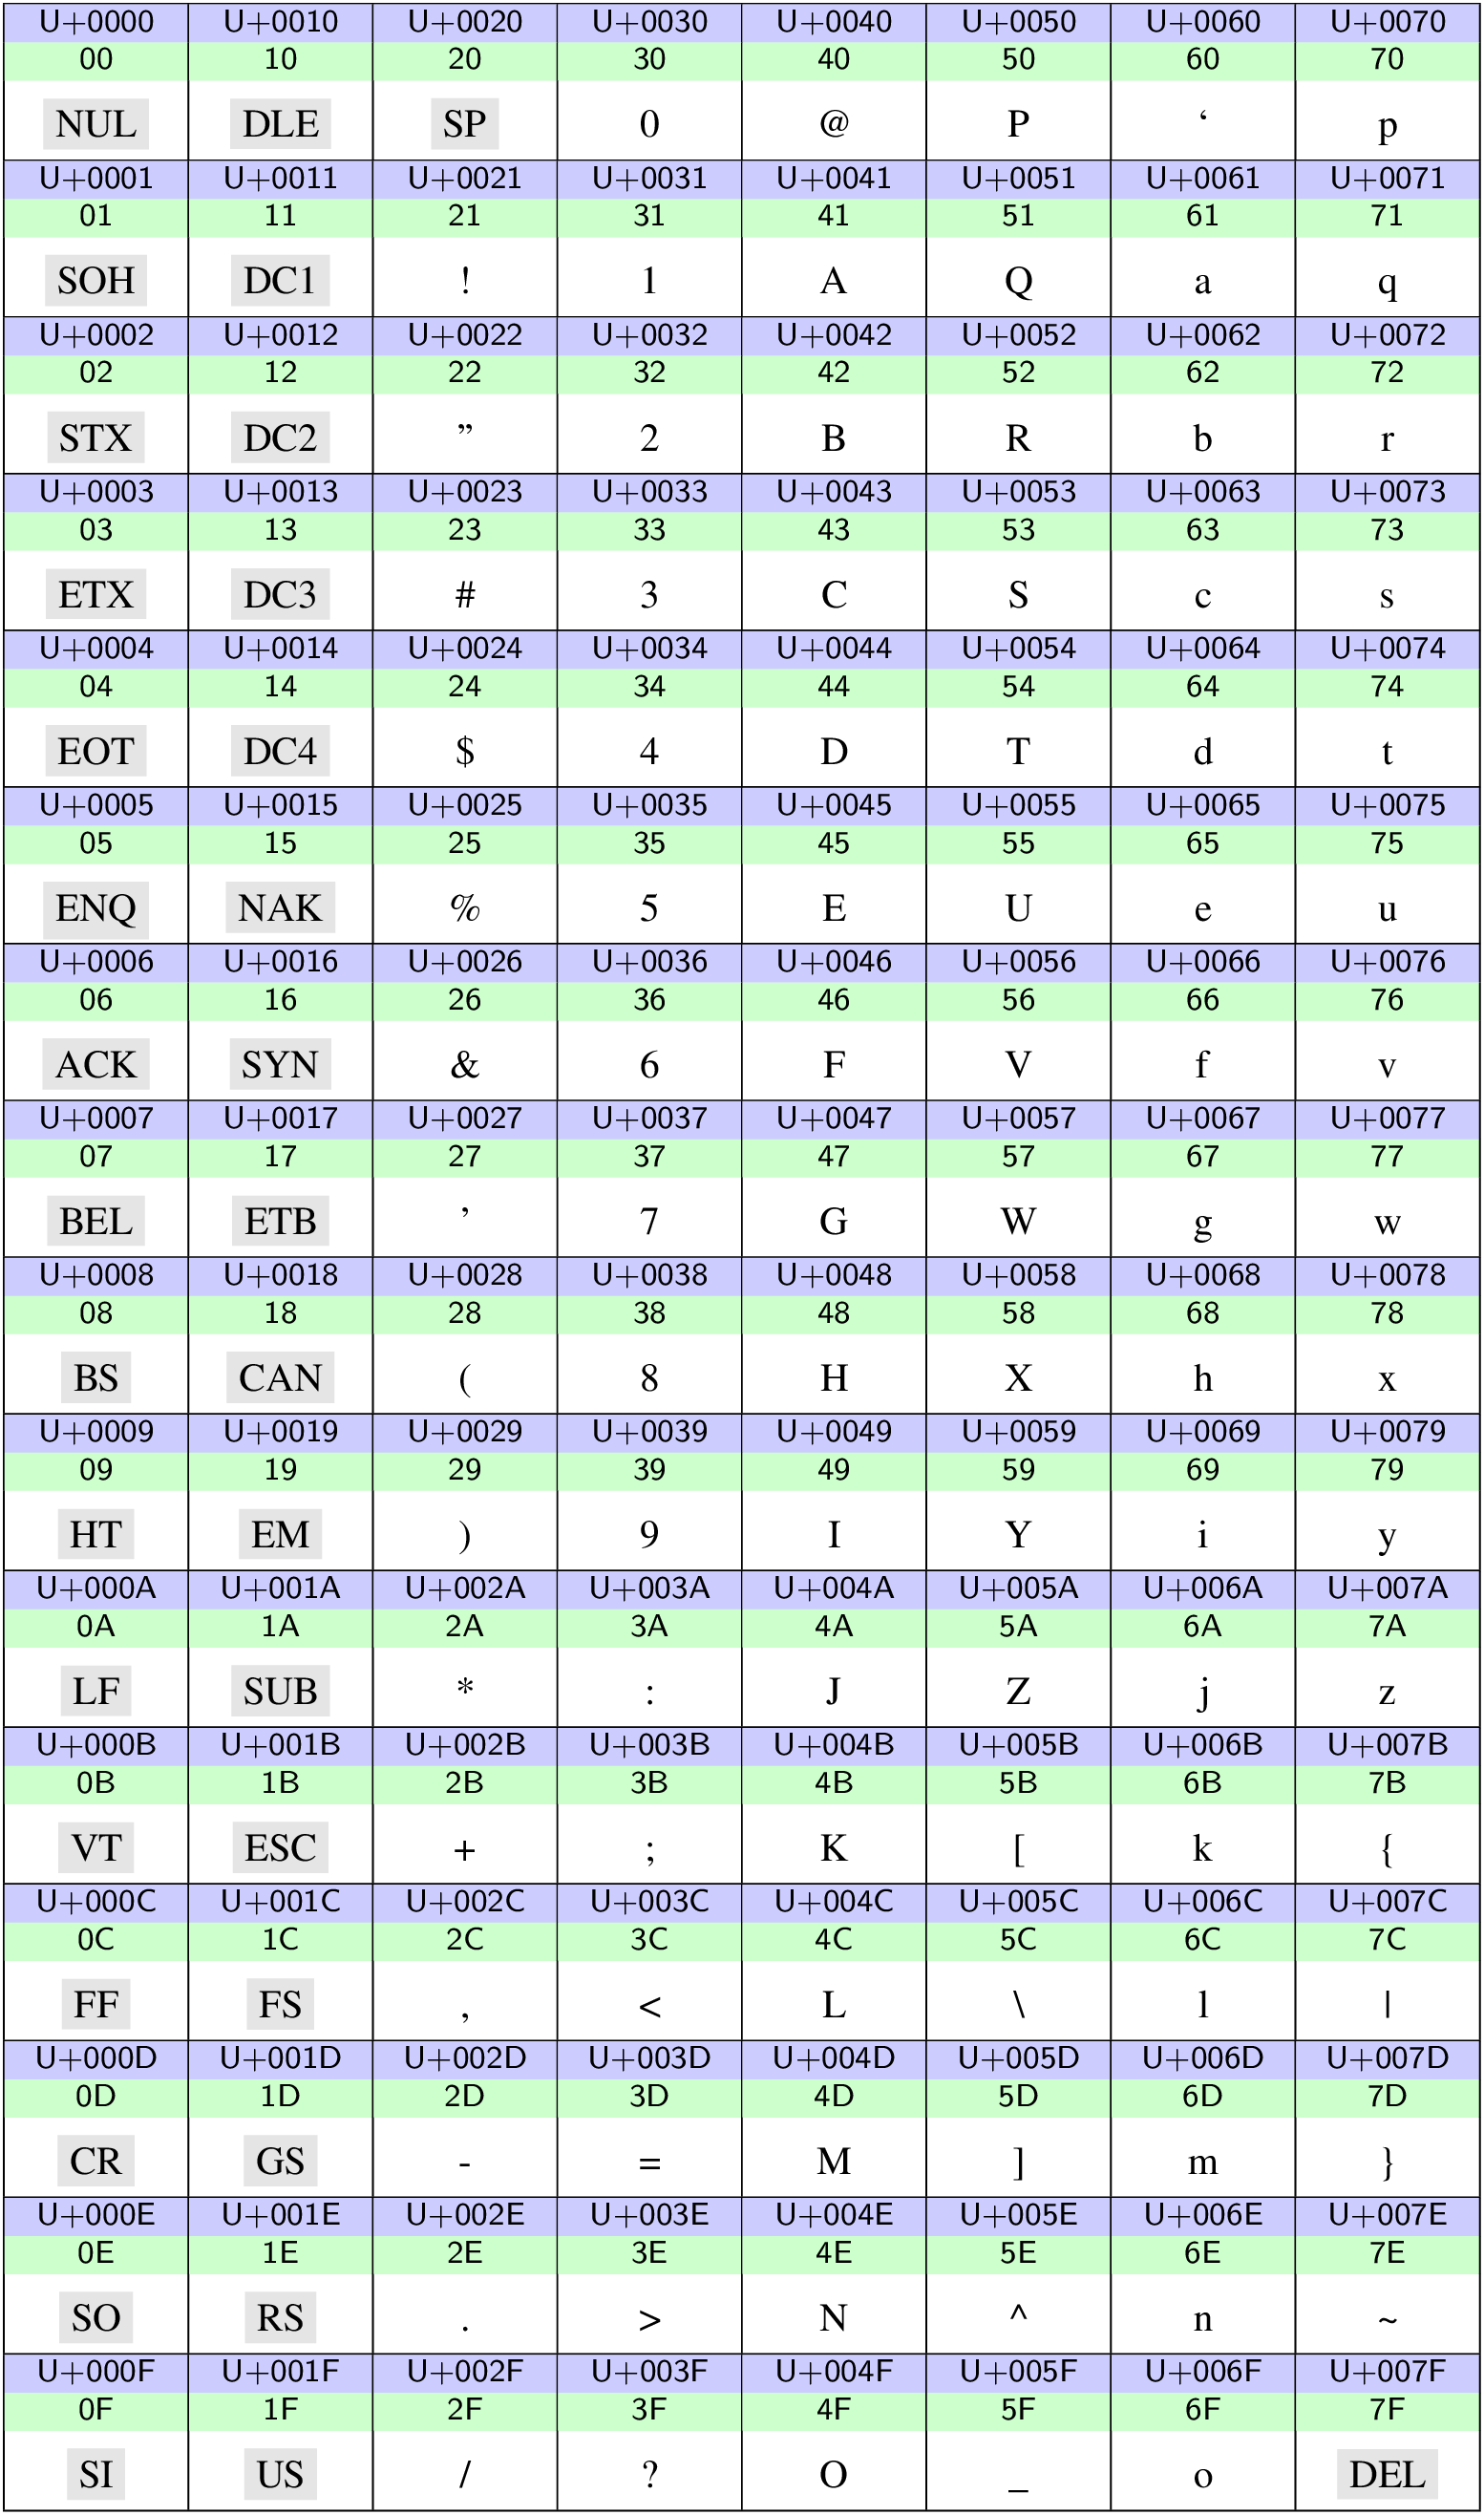 U+0000 U+0010 U+0020 U+0030 U+0040 U+0050 U+0060 U+0070
00 10 20 30 40 50 60 70
NUL DLE SP 0 @ P ‘ p
U+0001 U+0011 U+0021 U+0031 U+0041 U+0051 U+0061 U+0071
01 11 21 31 41 51 61 71
SOH DC1 ! 1 A Q a q
U+0002 U+0012 U+0022 U+0032 U+0042 U+0052 U+0062 U+0072
02 12 22 32 42 52 62 72
STX DC2 ” 2 B R b r
U+0003 U+0013 U+0023 U+0033 U+0043 U+0053 U+0063 U+0073
03 13 23 33 43 53 63 73
ETX DC3 # 3 C S c s
U+0004 U+0014 U+0024 U+0034 U+0044 U+0054 U+0064 U+0074
04 14 24 34 44 54 64 74
EOT DC4 $ 4 D T d t
U+0005 U+0015 U+0025 U+0035 U+0045 U+0055 U+0065 U+0075
05 15 25 35 45 55 65 75
ENQ NAK % 5 E U e u
U+0006 U+0016 U+0026 U+0036 U+0046 U+0056 U+0066 U+0076
06 16 26 36 46 56 66 76
ACK SYN & 6 F V f v
U+0007 U+0017 U+0027 U+0037 U+0047 U+0057 U+0067 U+0077
07 17 27 37 47 57 67 77
BEL ETB ’ 7 G W g w
U+0008 U+0018 U+0028 U+0038 U+0048 U+0058 U+0068 U+0078
08 18 28 38 48 58 68 78
BS CAN ( 8 H X h x
U+0009 U+0019 U+0029 U+0039 U+0049 U+0059 U+0069 U+0079
09 19 29 39 49 59 69 79
HT EM ) 9 I Y i y
U+000A U+001A U+002A U+003A U+004A U+005A U+006A U+007A
0A 1A 2A 3A 4A 5A 6A 7A
LF SUB * : J Z j z
U+000B U+001B U+002B U+003B U+004B U+005B U+006B U+007B
0B 1B 2B 3B 4B 5B 6B 7B
VT ESC + ; K [ k {
U+000C U+001C U+002C U+003C U+004C U+005C U+006C U+007C
0C 1C 2C 3C 4C 5C 6C 7C
FF FS , < L \ l |
U+000D U+001D U+002D U+003D U+004D U+005D U+006D U+007D
0D 1D 2D 3D 4D 5D 6D 7D
CR GS - = M ] m }
U+000E U+001E U+002E U+003E U+004E U+005E U+006E U+007E
0E 1E 2E 3E 4E 5E 6E 7E
SO RS . > N ^ n ~
U+000F U+001F U+002F U+003F U+004F U+005F U+006F U+007F
0F 1F 2F 3F 4F 5F 6F 7F
SI US / ? O _ o DEL